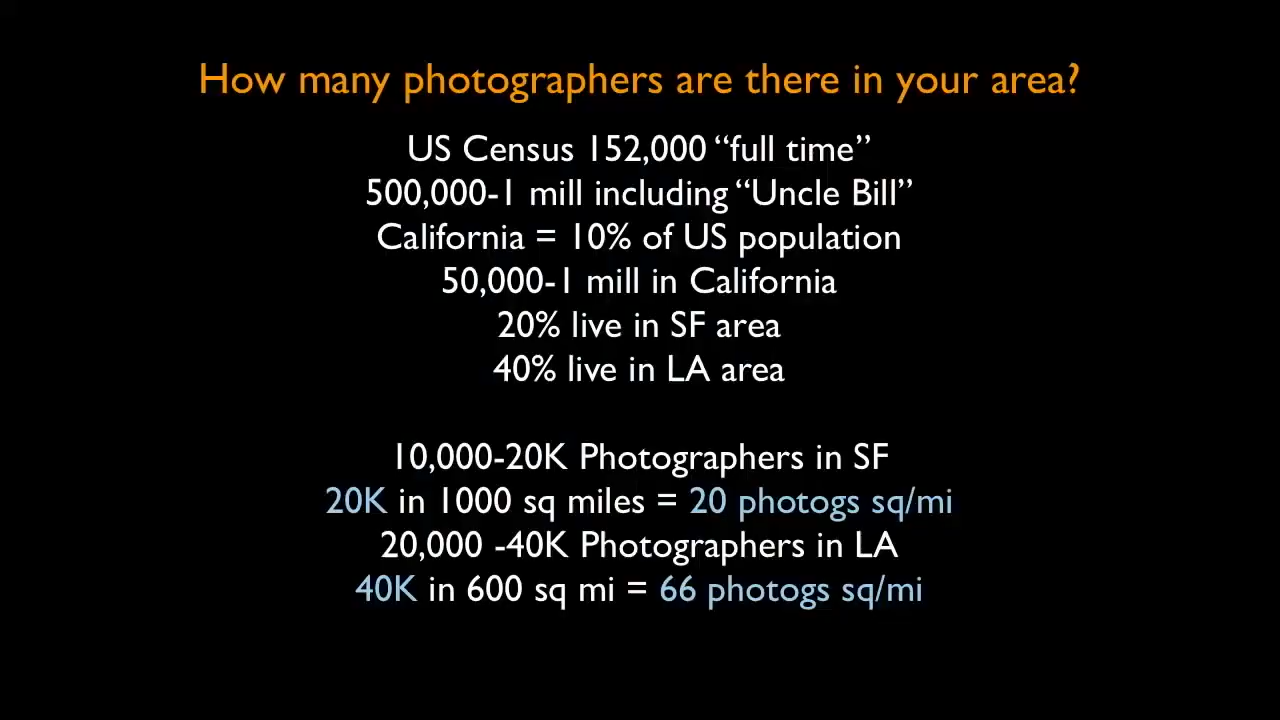 How many photographers are there in your area?
US Census 152,000 “full time”
500,000-1 mill including “Uncle Bill”
California = 10% of US population
50,000-1 mill in California
20% live in SF area
40% live in LA area
10,000-20K Photographers in SF
20K in 1000 sq miles = 20 photogs sq/mi
20,000 -40K Photographers in LA
40K in 600 sq mi = 66 photogs sq/mi